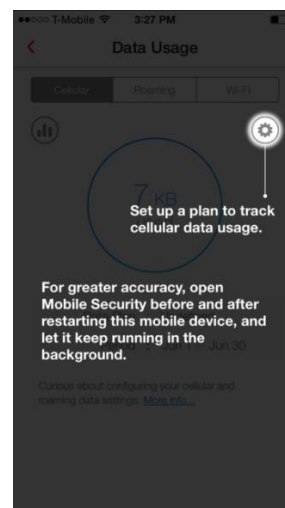 T-Mobile 3:27 PM
Data Usage
Cellular Roaming Wi-Fi
7 KB
Set up a plan to track
cellular data usage.
For greater accuracy, open
Mobile Security before and after
restarting this mobile device, and
let it keep running in the
background.
Jun 1 - Jun 30
Curious about configuring your cellular and
roaming data settings. More info...